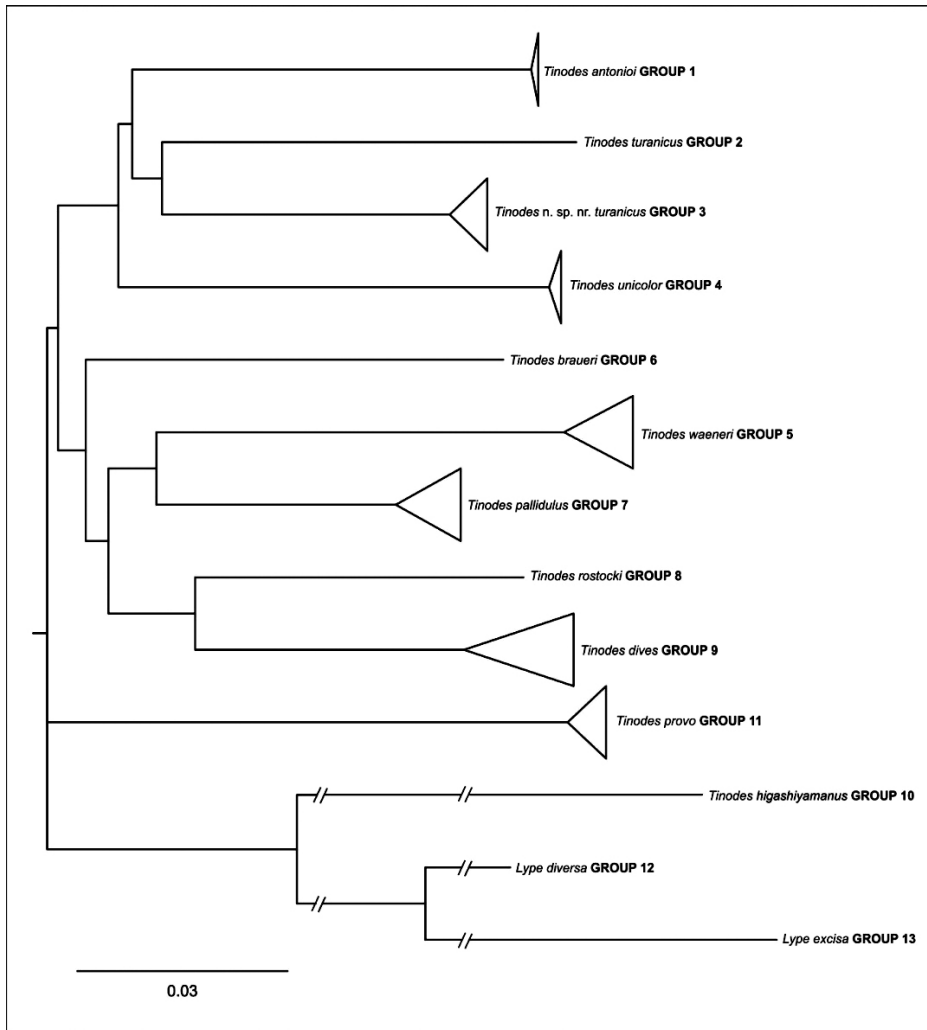 Tinodes antonioi GROUP 1
Tinodes turanicus GROUP 2
Tinodes n. sp. nr. turanicus GROUP 3
Tinodes unicolor GROUP 4
Tinodes braueri GROUP 6
Tinodes waeneri GROUP 5
Tinodes pallidulus GROUP 7
Tinodes rostocki GROUP 8
Tinodes dives GROUP 9
Tinodes provo GROUP 11
Tinodes higashiyamanus GROUP 10
Lype diversa GROUP 12
Lype excisa GROUP 13
0.03